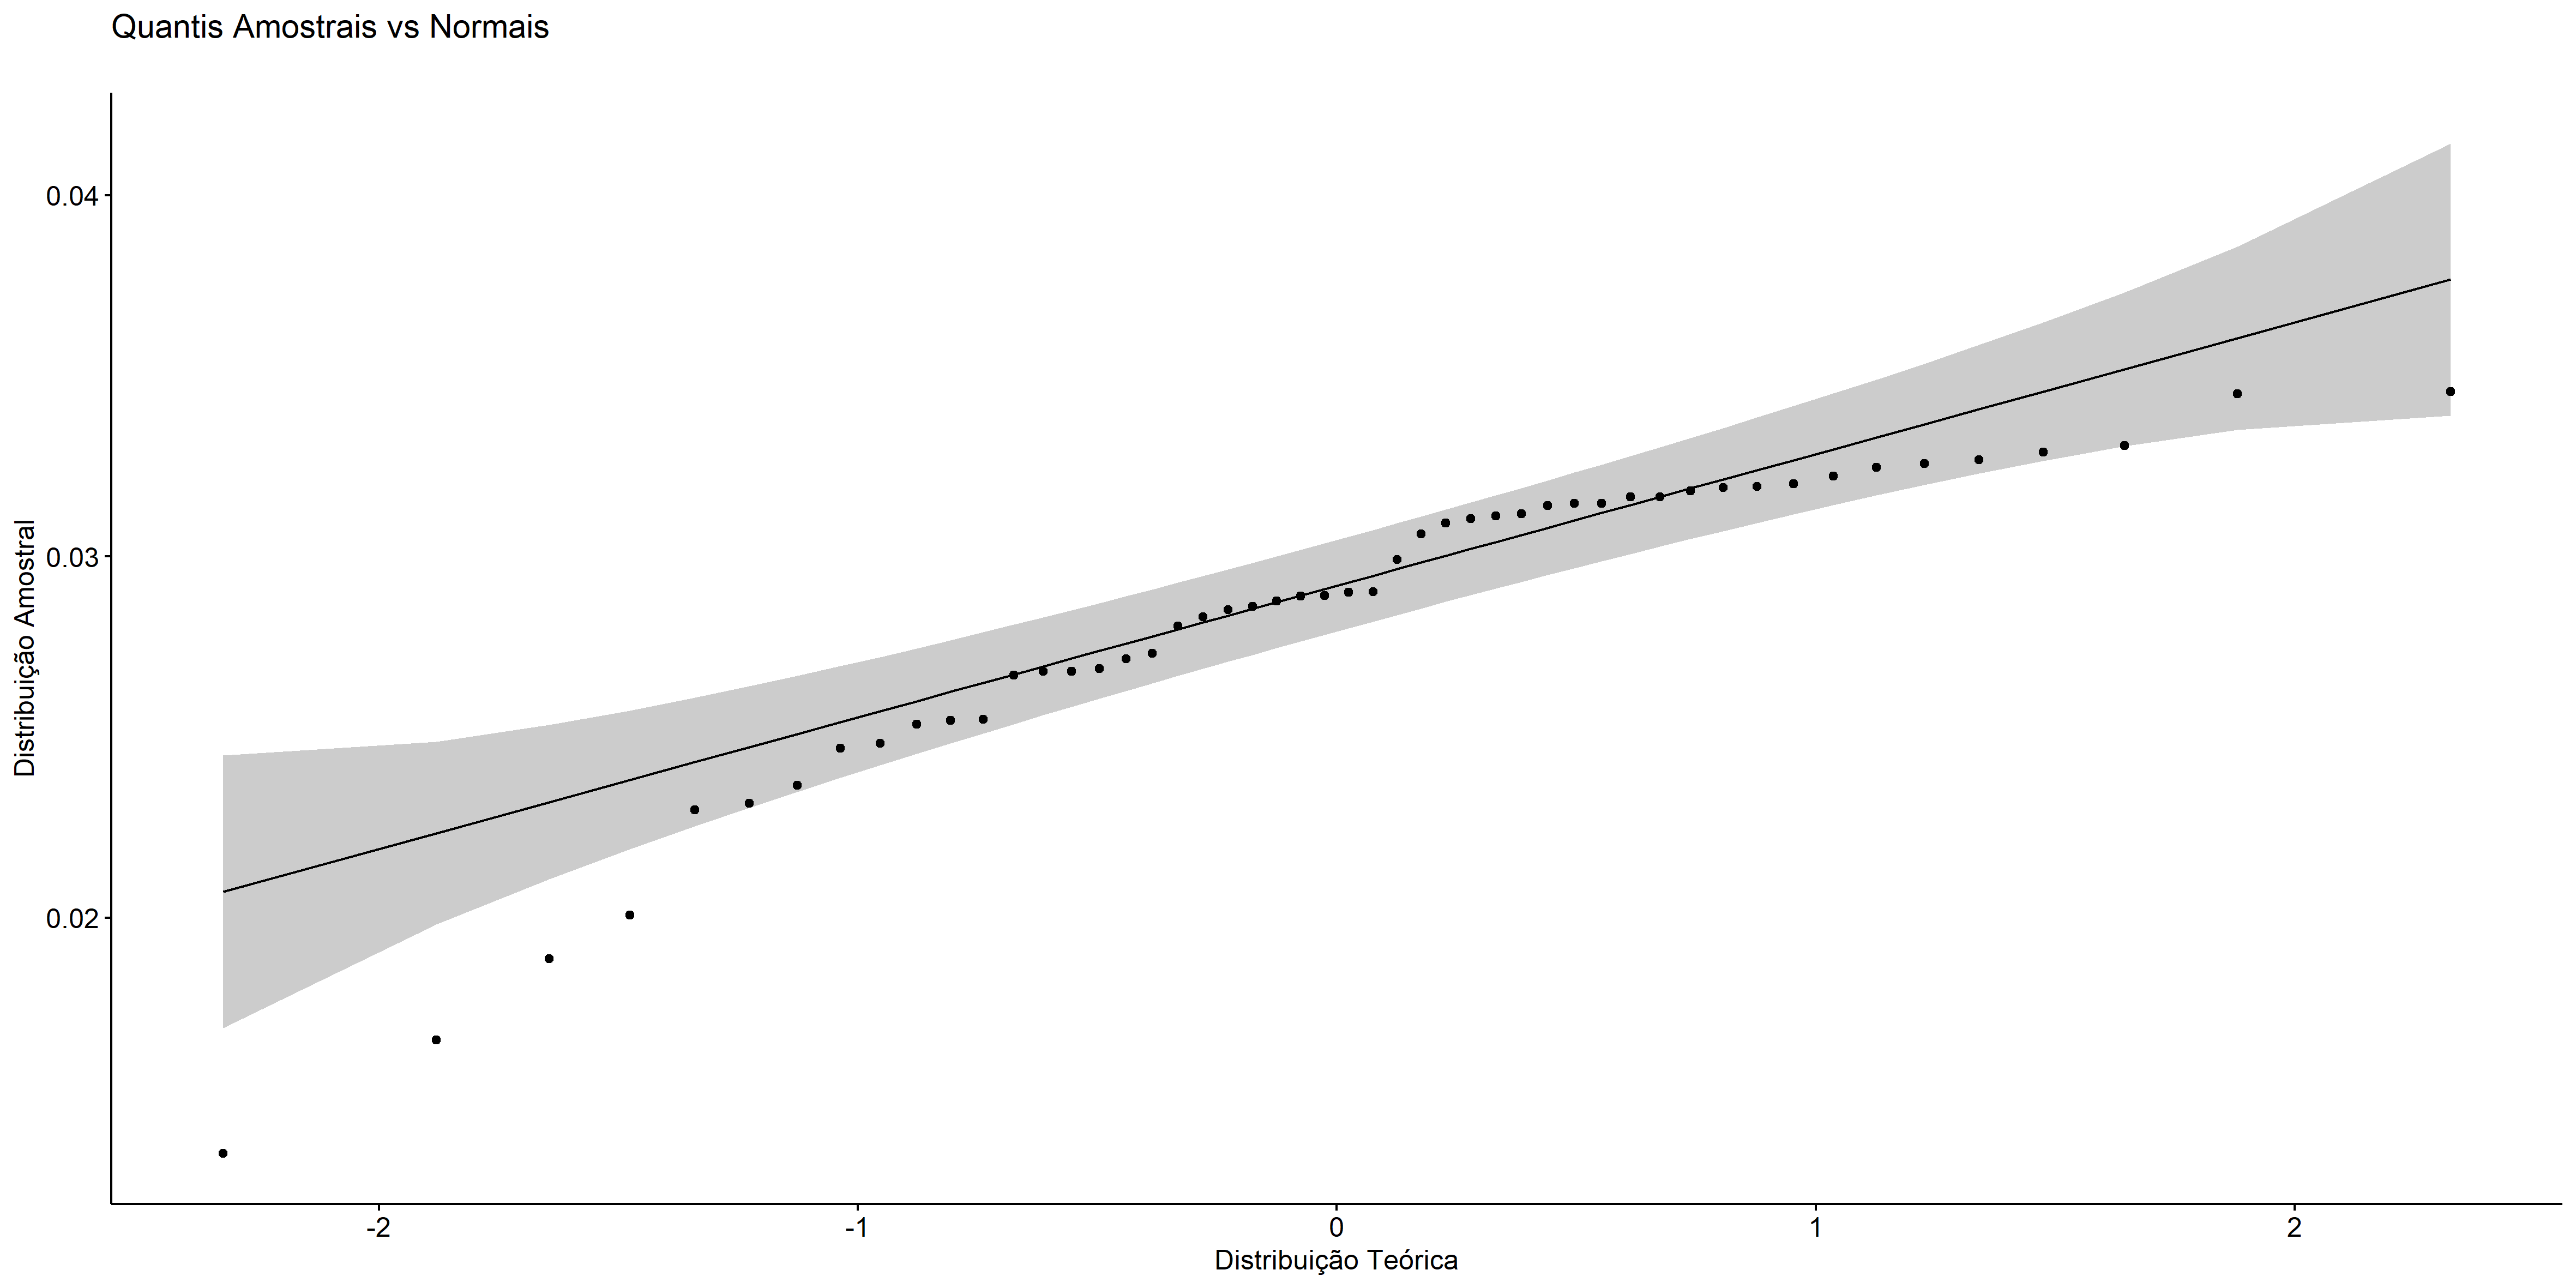 Quantis Amostrais vs Normais
Distribuição Amostral
0.04
0.03
0.02
-2 -1 0 1 2
Distribuição Teórica